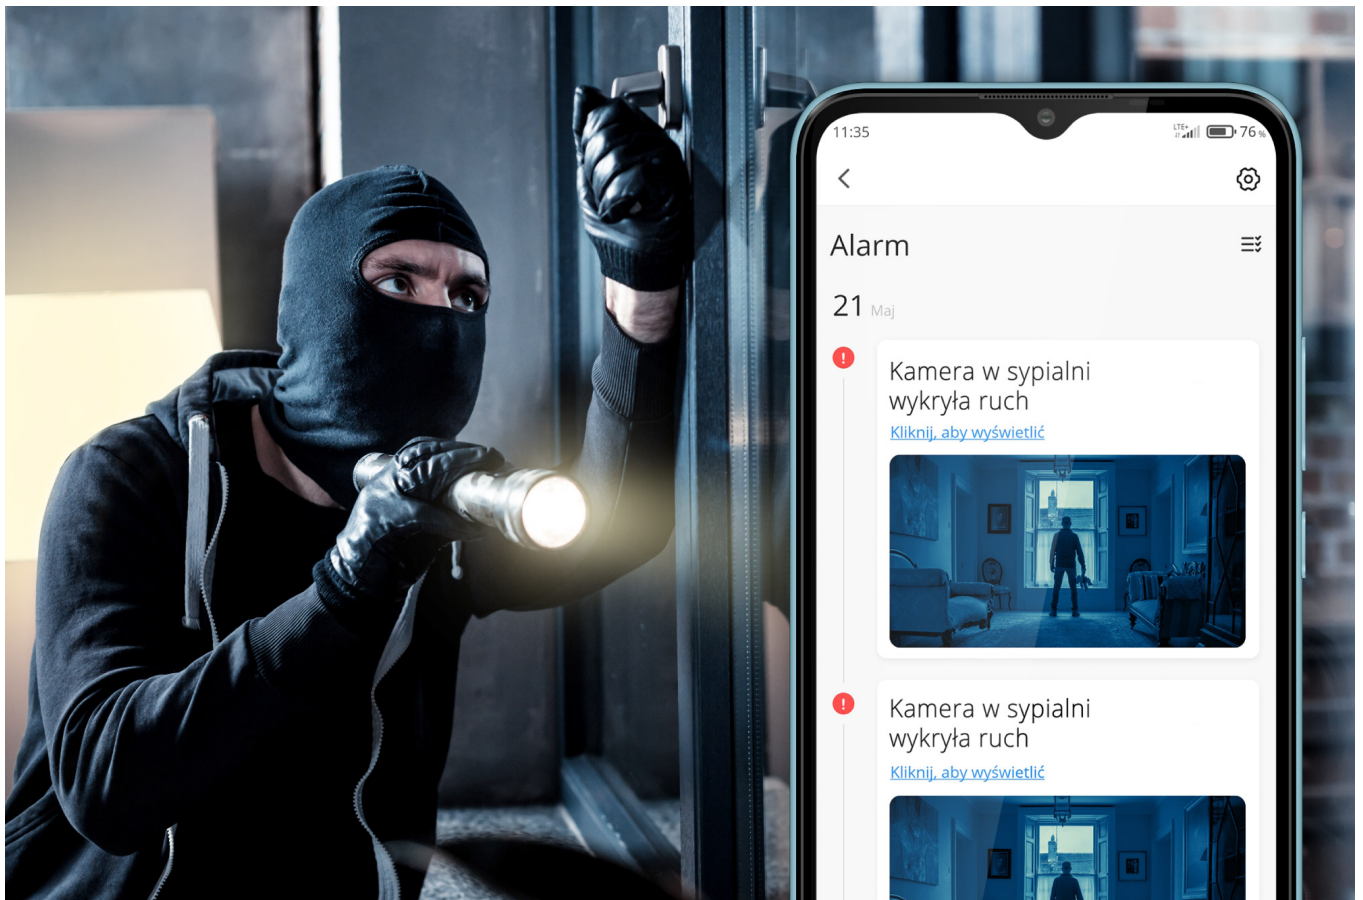 11:35
LTE+
76 %
Alarm
21 Maj
Kamera w sypialni
wykryła ruch
Kliknij, aby wyświetlić
Kamera w sypialni
wykryła ruch
Kliknij, aby wyświetlić